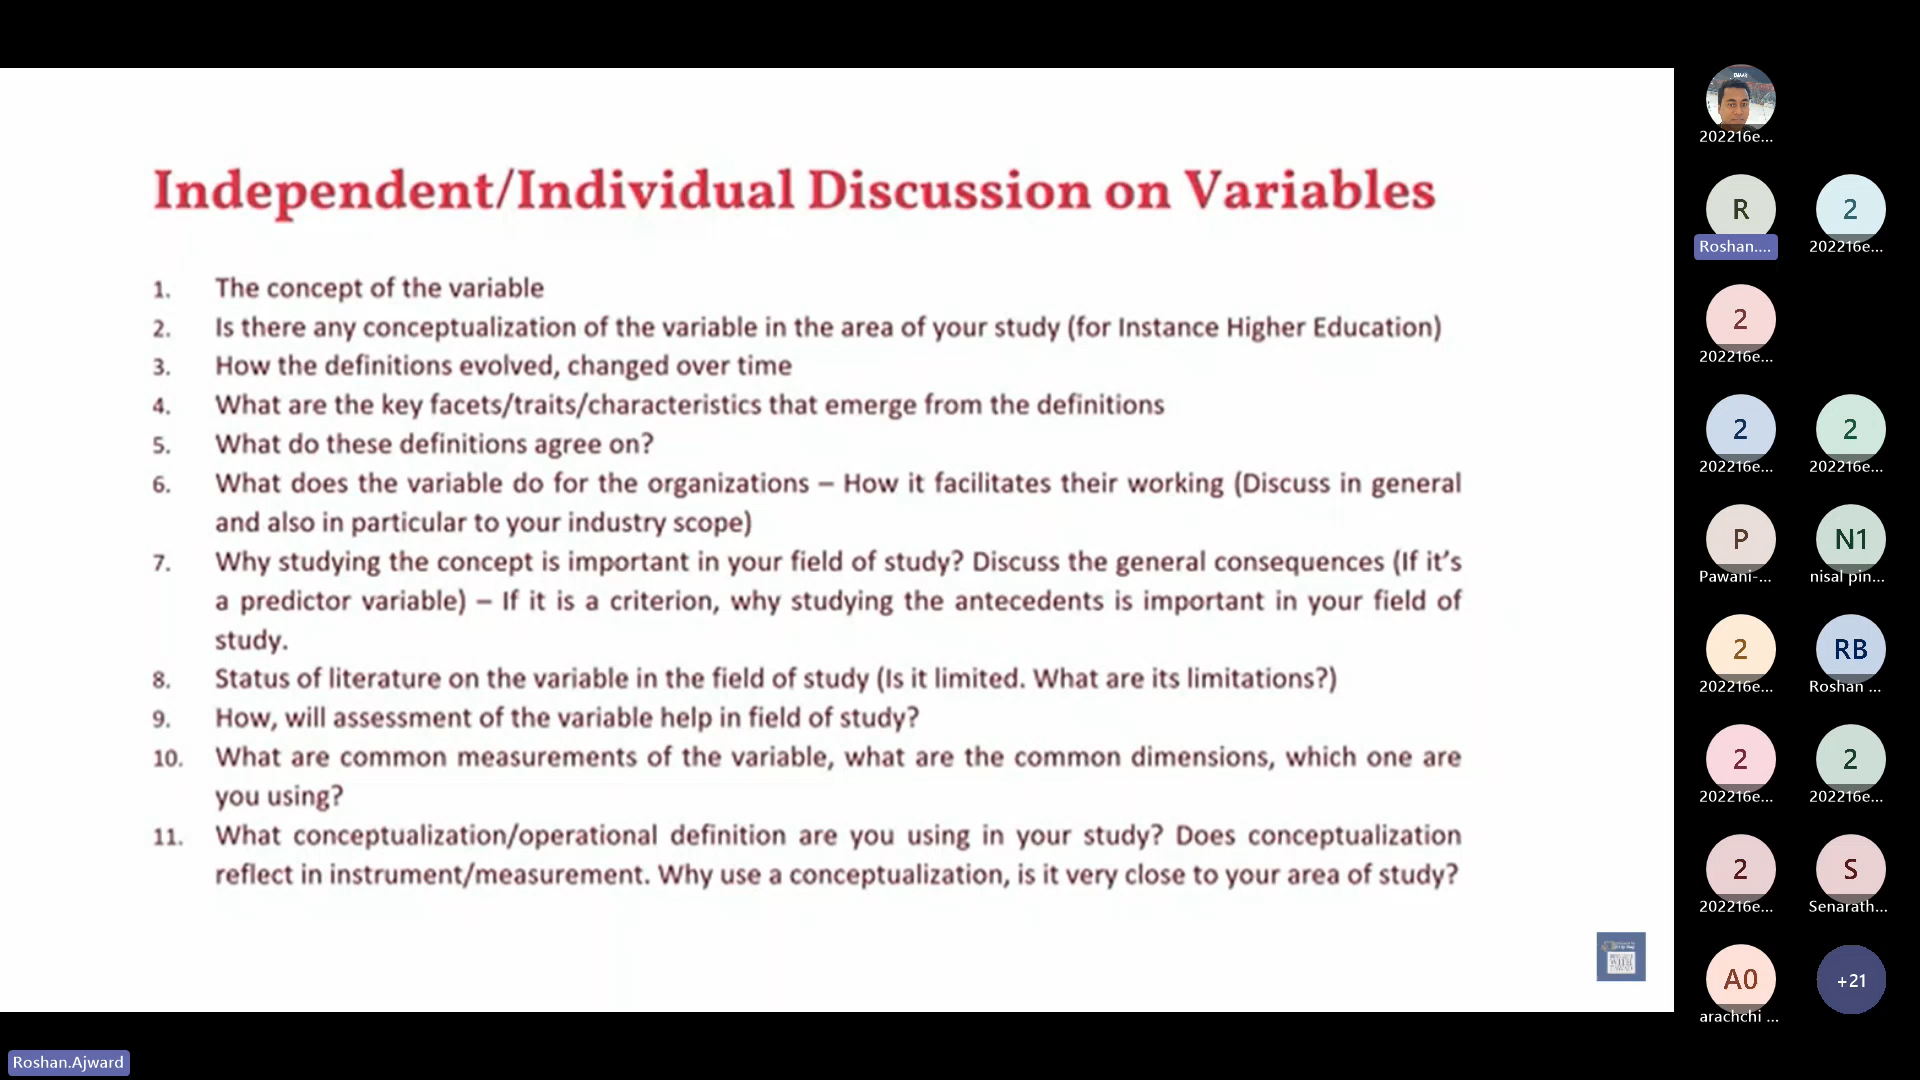 Independent/Individual Discussion on Variables
1. The concept of the variable
2. Is there any conceptualization of the variable in the area of your study (for Instance Higher Education)
3. How the definitions evolved, changed over time
4. What are the key facets/traits/characteristics that emerge from the definitions
5. What do these definitions agree on?
6. What does the variable do for the organizations – How it facilitates their working (Discuss in general
and also in particular to your industry scope)
7. Why studying the concept is important in your field of study? Discuss the general consequences (If it's
a predictor variable) – If it is a criterion, why studying the antecedents is important in your field of
study.
8. Status of literature on the variable in the field of study (Is it limited. What are its limitations?)
9. How, will assessment of the variable help in field of study?
10. What are common measurements of the variable, what are the common dimensions, which one are
you using?
11. What conceptualization/operational definition are you using in your study? Does conceptualization
reflect in instrument/measurement. Why use a conceptualization, is it very close to your area of study?
202216e...
R
Roshan....
2
202216e...
2
202216e...
2
202216e...
2
202216e...
P
Pawani-...
N1
nisal pin...
2
202216e...
RB
Roshan ...
2
202216e...
2
202216e...
2
202216e...
S
Senarath...
A0
arachchi ...
+21
Roshan.Ajward